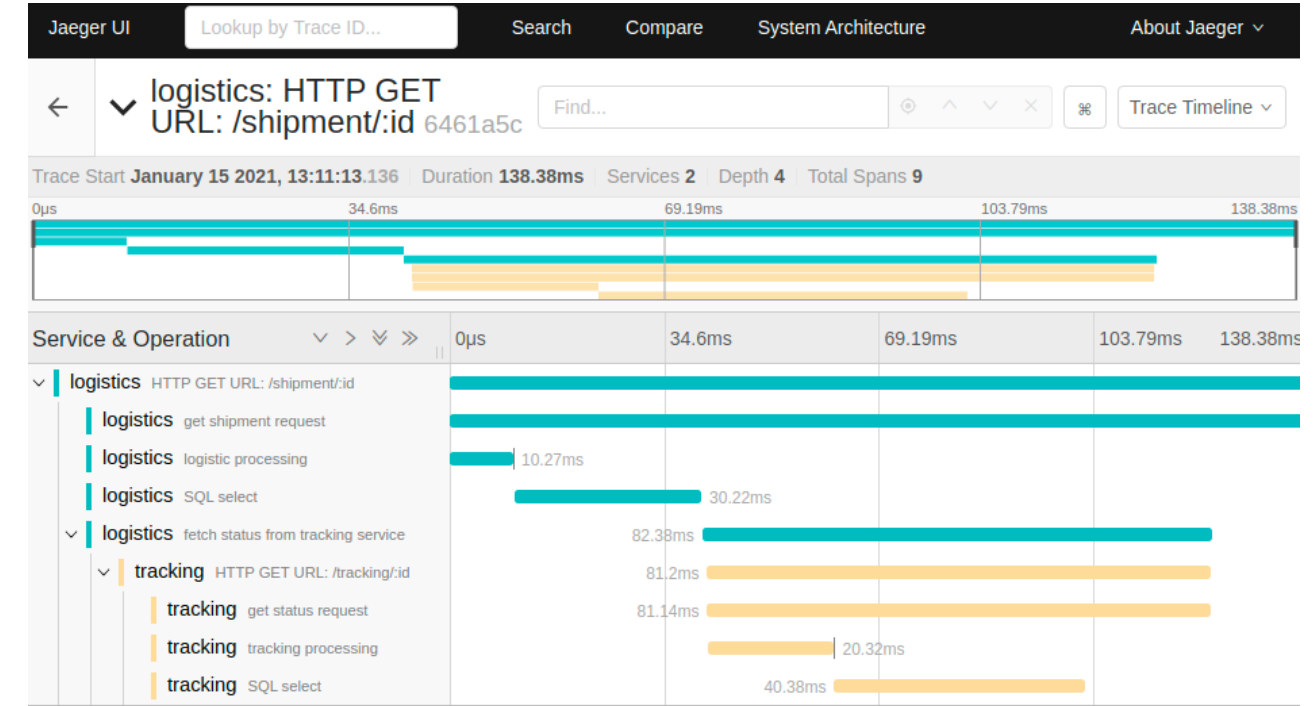 Jaeger UI Lookup by Trace ID... Search Compare System Architecture About Jaeger
logistics: HTTP GET
URL: /shipment/:id 6461a5c
Find...
⌘
Trace Timeline
Trace Start January 15 2021, 13:11:13.136 Duration 138.38ms Services 2 Depth 4 Total Spans 9
0μs 34.6ms 69.19ms 103.79ms 138.38ms
Service & Operation 0μs 34.6ms 69.19ms 103.79ms 138.38ms
logistics HTTP GET URL: /shipment/:id
logistics get shipment request
logistics logistic processing 10.27ms
logistics SQL select 30.22ms
logistics fetch status from tracking service 82.38ms
tracking HTTP GET URL: /tracking/:id 81.2ms
tracking get status request 81.14ms
tracking tracking processing 20.32ms
tracking SQL select 40.38ms